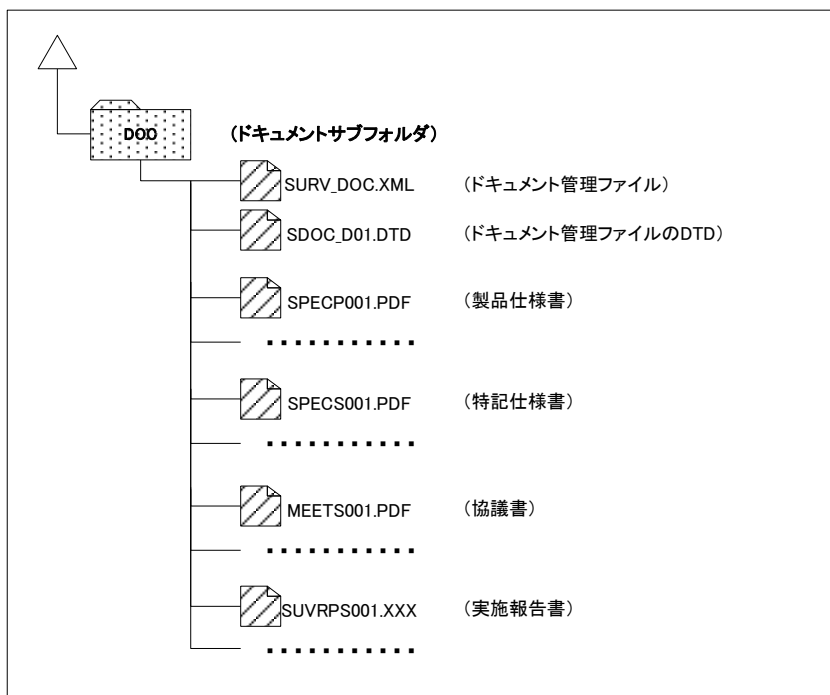 DOC (ドキュメントサブフォルダ)
SURV_DOC.XML (ドキュメント管理ファイル)
SDOC_D01.DTD (ドキュメント管理ファイルのDTD)
SPECP001.PDF (製品仕様書)
・・・・・・・・・・・
SPECS001.PDF (特記仕様書)
・・・・・・・・・・・
MEETS001.PDF (協議書)
・・・・・・・・・・・
SUVRPS001.XXX (実施報告書)
・・・・・・・・・・・